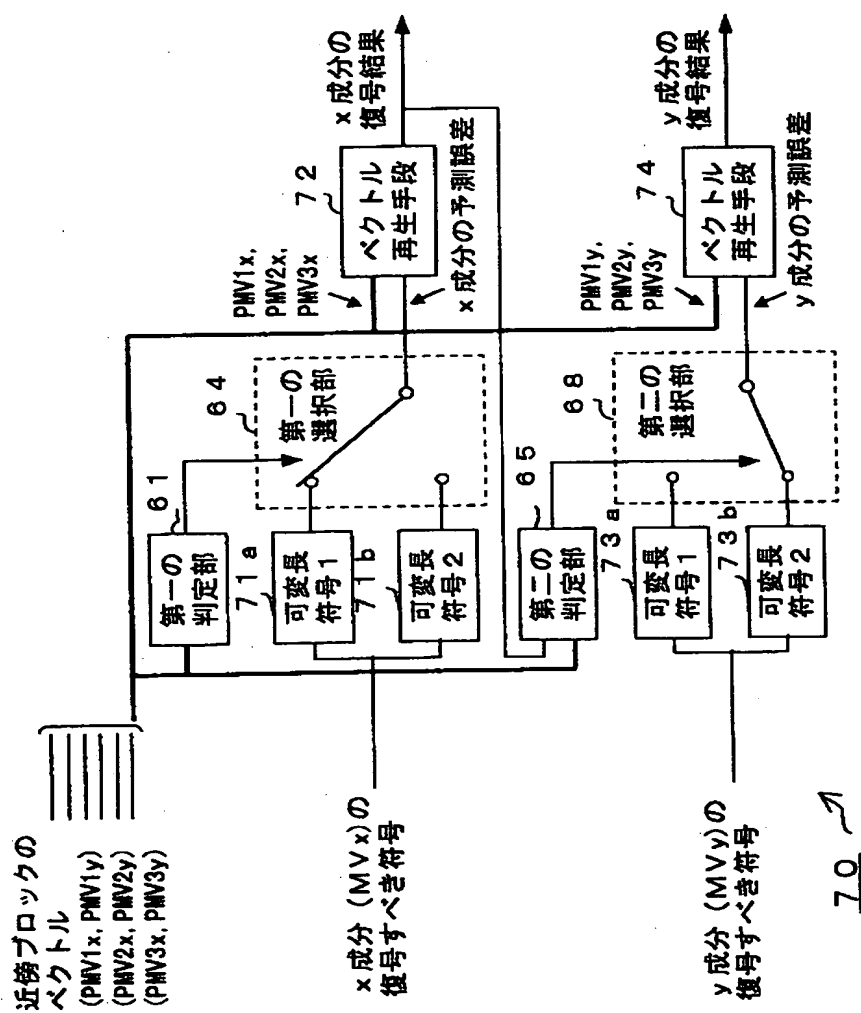 近傍ブロックの
ベクトル
(PMV1x, PMV1y)
(PMV2x, PMV2y)
(PMV3x, PMV3y)
x成分 (MVx)の
復号すべき符号
y成分 (MVy)の
復号すべき符号
61
第一の
判定部
71a
可変長
符号1
71b
可変長
符号2
64
第一の
選択部
PMV1x,
PMV2x,
PMV3x
x成分の予測誤差
72
ベクトル
再生手段
x成分の
復号結果
65
第二の
判定部
73a
可変長
符号1
73b
可変長
符号2
68
第二の
選択部
PMV1y,
PMV2y,
PMV3y
y成分の予測誤差
74
ベクトル
再生手段
y成分の
復号結果
70